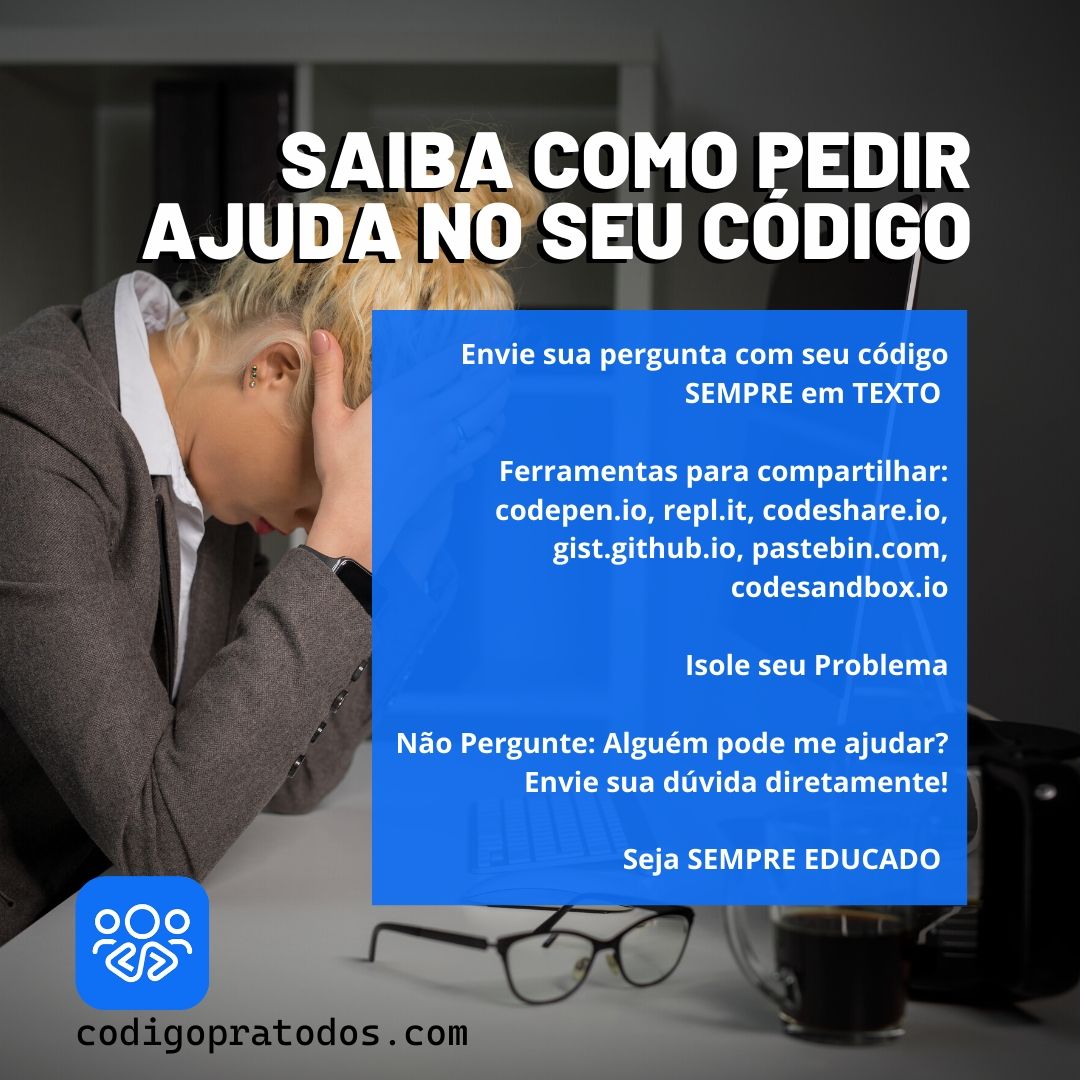 SAIBA COMO PEDIR
AJUDA NO SEU CÓDIGO
Envie sua pergunta com seu código
SEMPRE em TEXTO
Ferramentas para compartilhar:
codepen.io, repl.it, codeshare.io,
gist.github.io, pastebin.com,
codesandbox.io
Isole seu Problema
Não Pergunte: Alguém pode me ajudar?
Envie sua dúvida diretamente!
Seja SEMPRE EDUCADO
codigopratodos.com